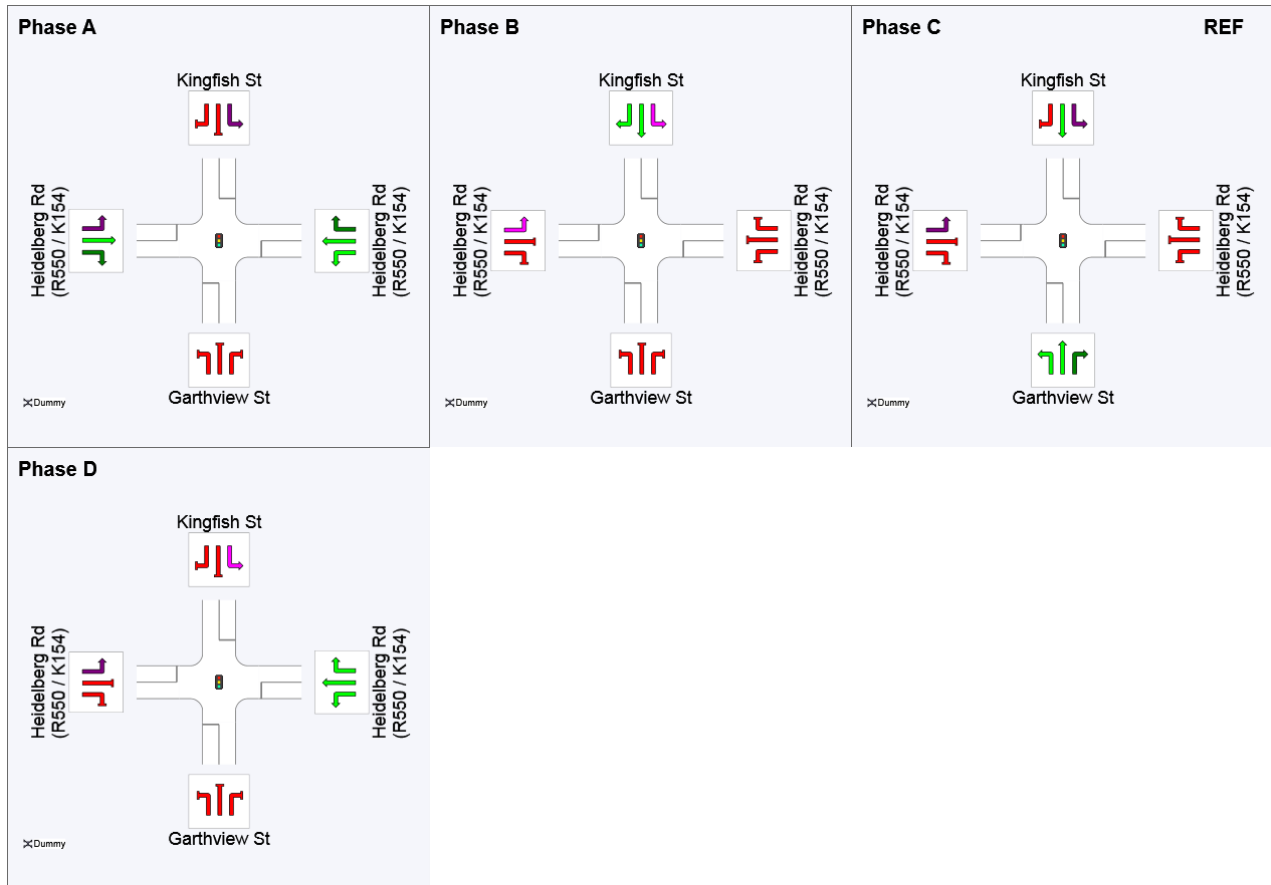 Phase A
Kingfish St
Heidelberg Rd
(R550 / K154)
Heidelberg Rd
(R550 / K154)
Garthview St
Dummy
Phase B
Kingfish St
Heidelberg Rd
(R550 / K154)
Heidelberg Rd
(R550 / K154)
Garthview St
Dummy
Phase C
REF
Kingfish St
Heidelberg Rd
(R550 / K154)
Heidelberg Rd
(R550 / K154)
Garthview St
Dummy
Phase D
Kingfish St
Heidelberg Rd
(R550 / K154)
Heidelberg Rd
(R550 / K154)
Garthview St
Dummy